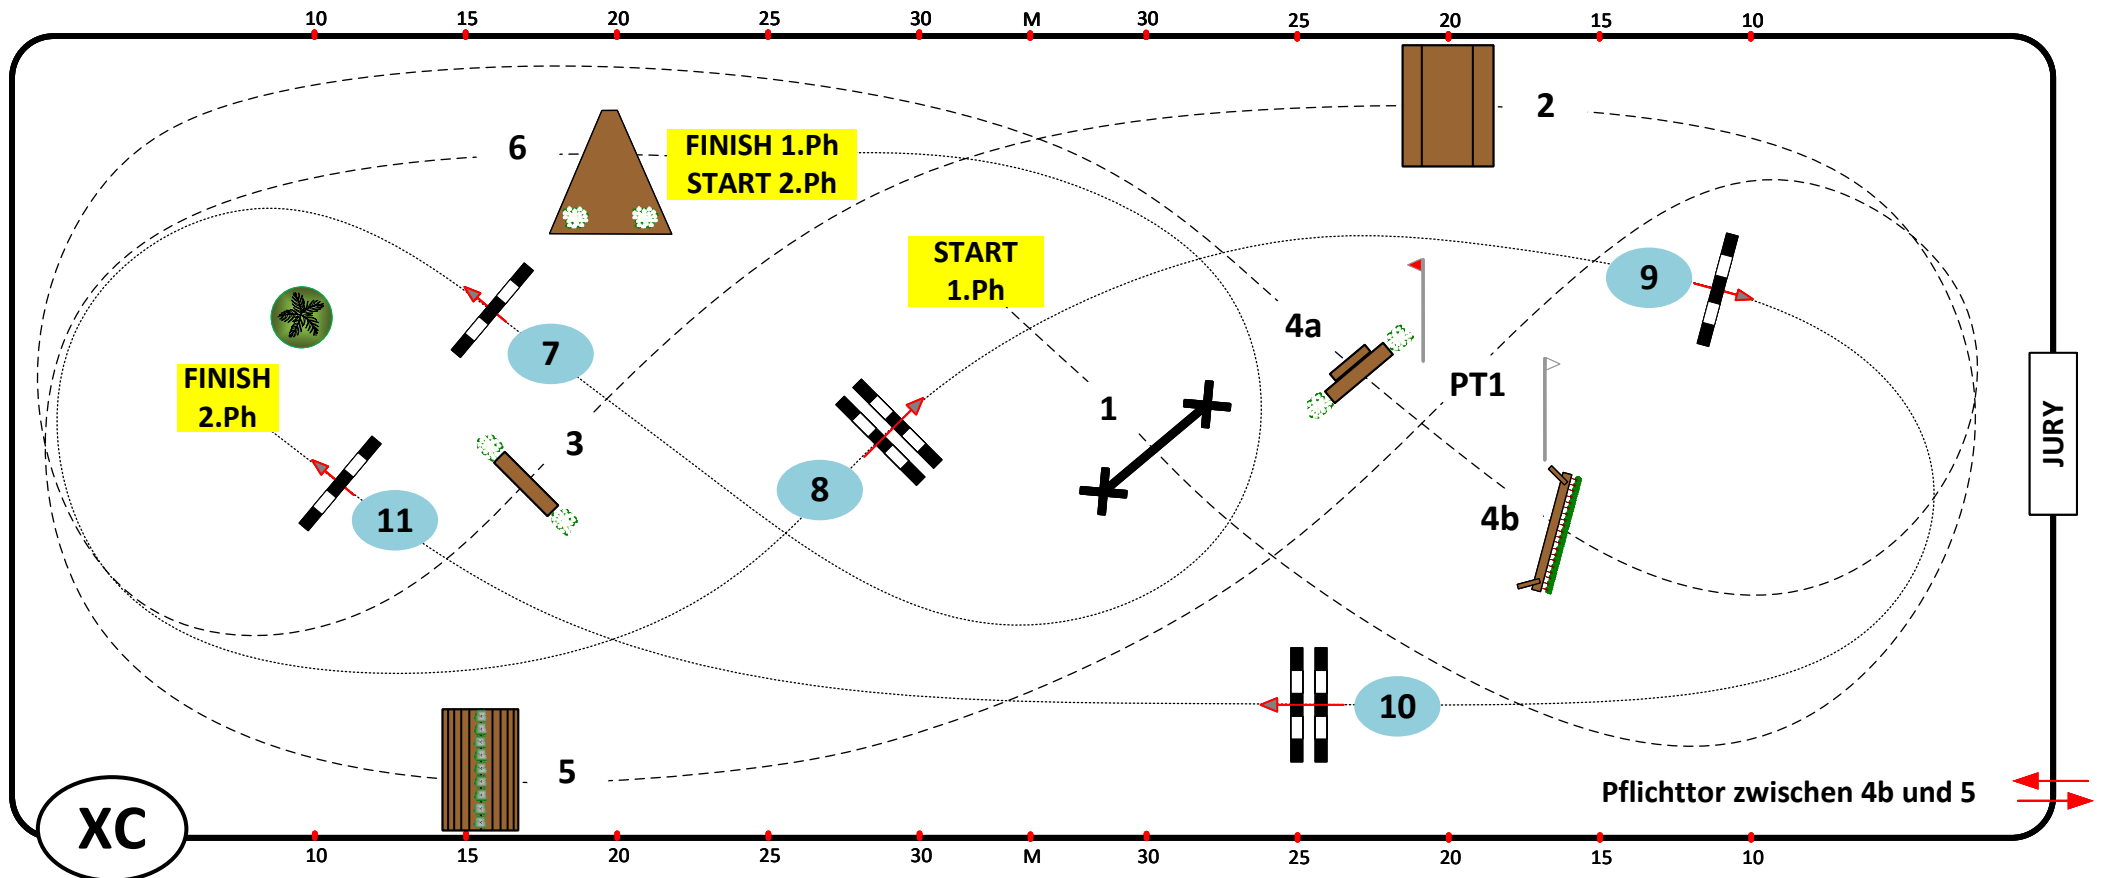 10 15 20 25 30 M 30 25 20 15 10
2
6
FINISH 1.Ph
START 2.Ph
START
1.Ph
9
4a
7
PT1
FINISH
2.Ph
1
3
JURY
8
11
4b
10
5
Pflichttor zwischen 4b und 5
XC
10 15 20 25 30 M 30 25 20 15 10